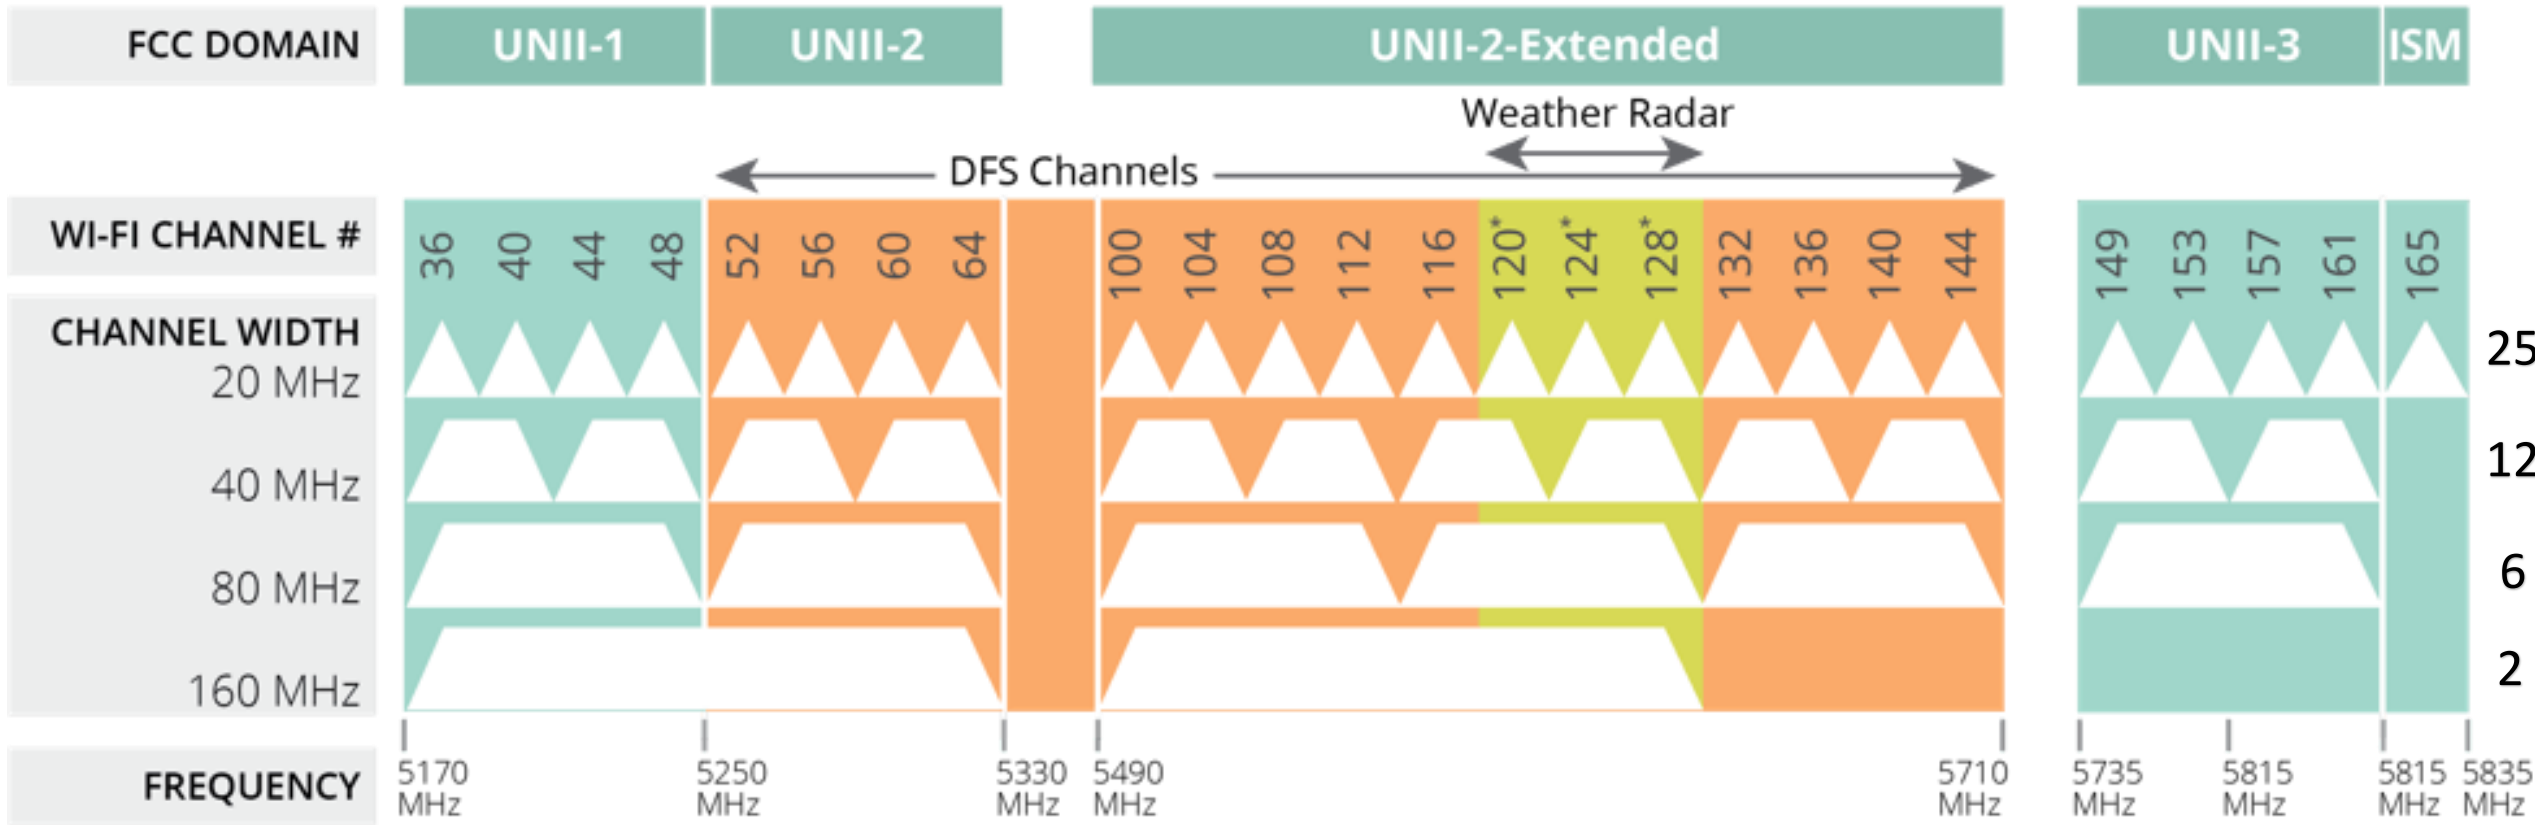 FCC DOMAIN UNII-1 UNII-2 UNII-2-Extended UNII-3 ISM
Weather Radar
DFS Channels
WI-FI CHANNEL # 36 40 44 48 52 56 60 64 100 104 108 112 116 120* 124* 128* 132 136 140 144 149 153 157 161 165
CHANNEL WIDTH
20 MHz 25
40 MHz 12
80 MHz 6
160 MHz 2
FREQUENCY
5170 MHz
5250 MHz
5330 MHz
5490 MHz
5710 MHz
5735 MHz
5815 MHz
5815 MHz
5835 MHz